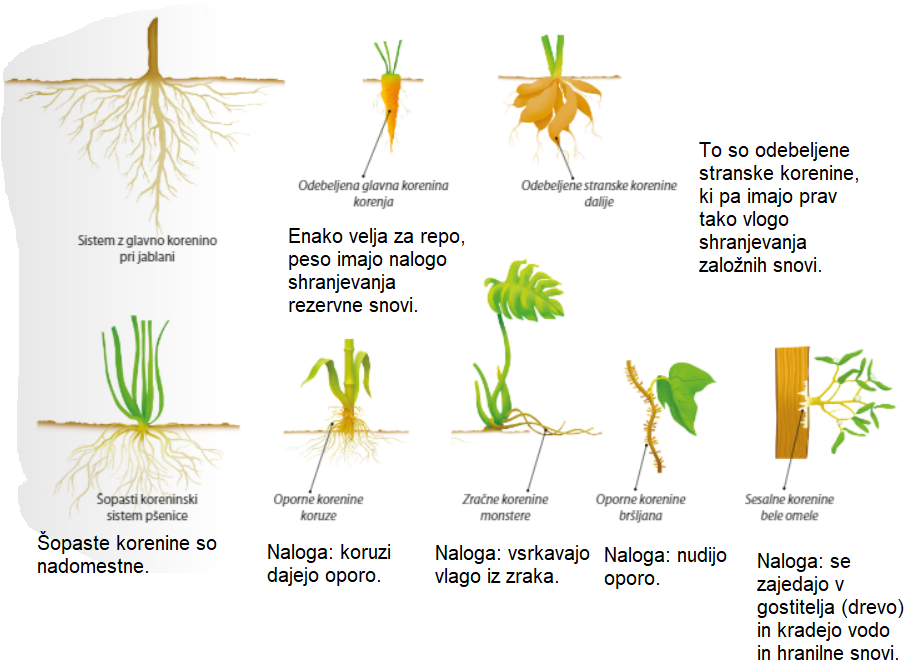 Sistem z glavno korenino
pri jablani
Odebeljena glavna korenina
korenja
Enako velja za repo,
peso imajo nalogo
shranjevanja
rezervne snovi.
Odebeljene stranske korenine
dalije
To so odebeljene
stranske korenine,
ki pa imajo prav
tako vlogo
shranjevanja
založnih snovi.
Šopasti koreninski
sistem pšenice
Šopaste korenine so
nadomestne.
Oporne korenine
koruze
Naloga: koruzi
dajejo oporo.
Zračne korenine
monstere
Naloga: vsrkavajo
vlago iz zraka.
Oporne korenine
bršljana
Naloga: nudijo
oporo.
Sesalne korenine
bele omele
Naloga: se
zajedajo v
gostitelja (drevo)
in kradejo vodo
in hranilne snovi.